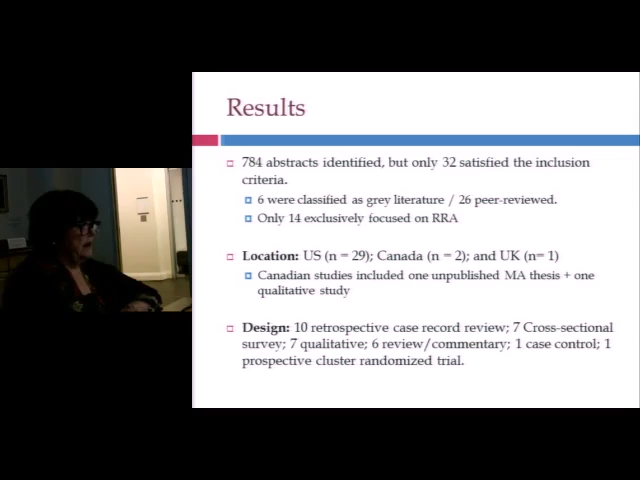 Results
784 abstracts identified, but only 32 satisfied the inclusion
criteria.
6 were classified as grey literature / 26 peer-reviewed.
Only 14 exclusively focused on RRA
Location: US (n = 29); Canada (n = 2); and UK (n= 1)
Canadian studies included one unpublished MA thesis + one
qualitative study
Design: 10 retrospective case record review; 7 Cross-sectional
survey; 7 qualitative; 6 review/commentary; 1 case control; 1
prospective cluster randomized trial.